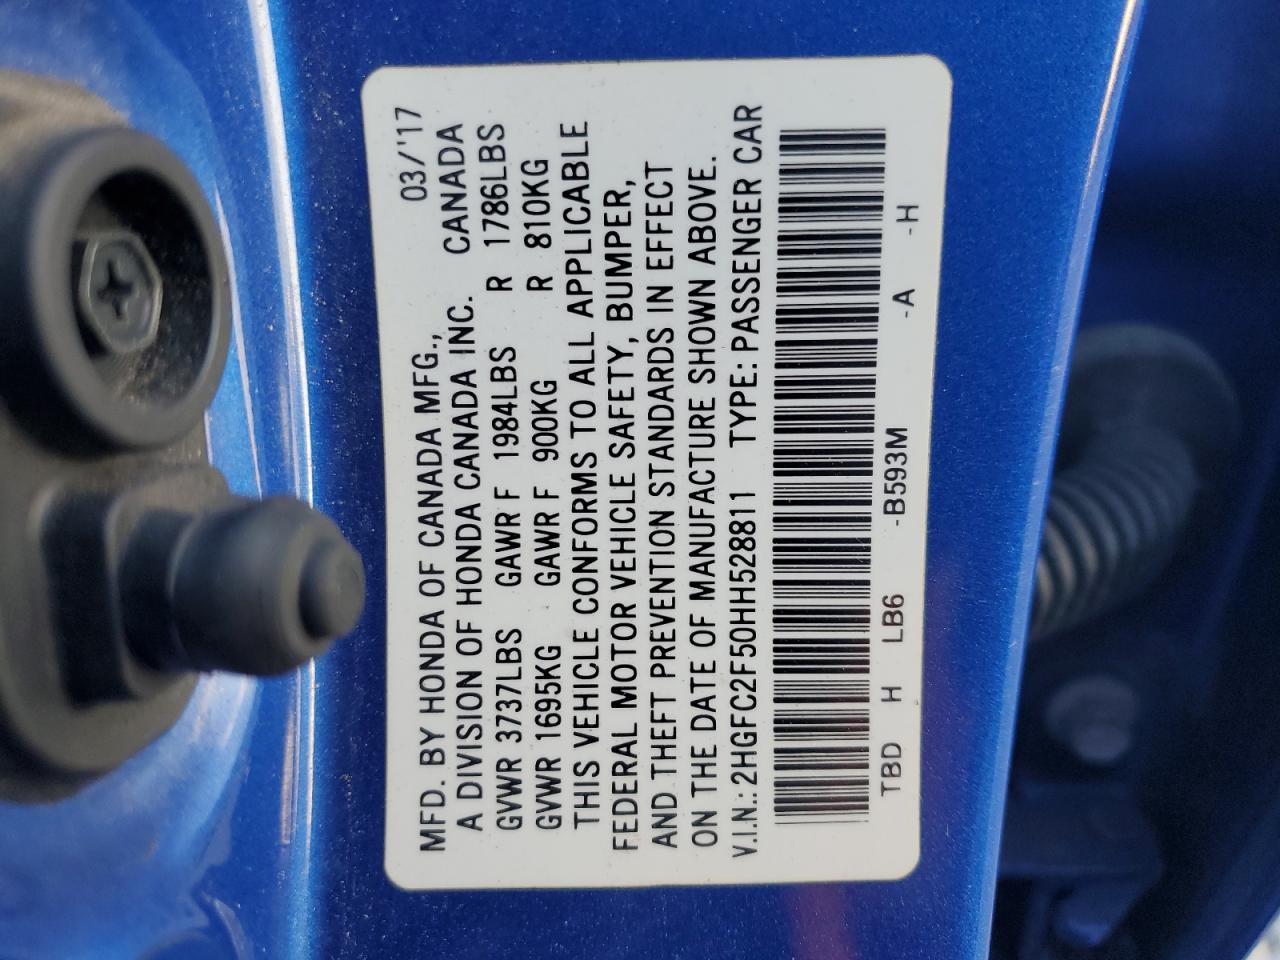 03/'17
MFD. BY HONDA OF CANADA MFG.,
A DIVISION OF HONDA CANADA INC. CANADA
GVWR 3737LBS GAWR F 1984LBS R 1786LBS
GVWR 1695KG GAWR F 900KG R 810KG
THIS VEHICLE CONFORMS TO ALL APPLICABLE
FEDERAL MOTOR VEHICLE SAFETY, BUMPER,
AND THEFT PREVENTION STANDARDS IN EFFECT
ON THE DATE OF MANUFACTURE SHOWN ABOVE.
V.I.N.: 2HGFC2F50HH528811 TYPE: PASSENGER CAR
TBD H LB6 -B593M -A -H